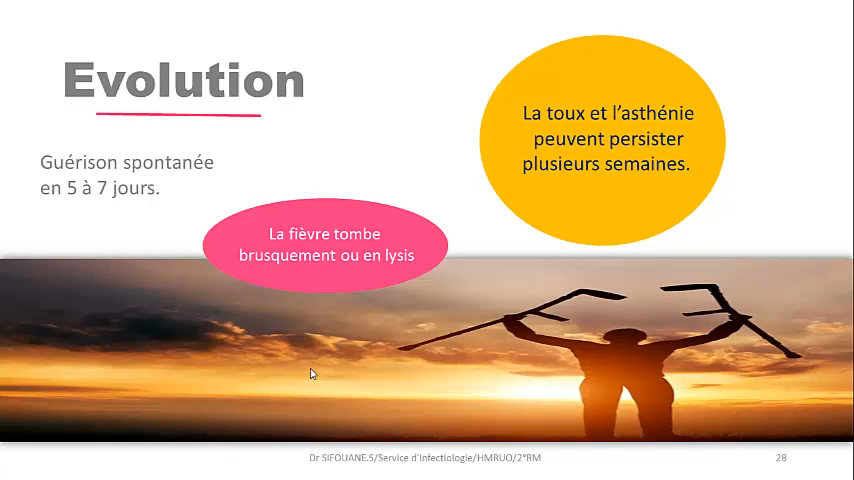 Evolution
Guérison spontanée
en 5 à 7 jours.
La fièvre tombe
brusquement ou en lysis
La toux et l’asthénie
peuvent persister
plusieurs semaines.
Dr SIFOUANE.S/Service d'Infectiologie/HMRUO/2°RM
28